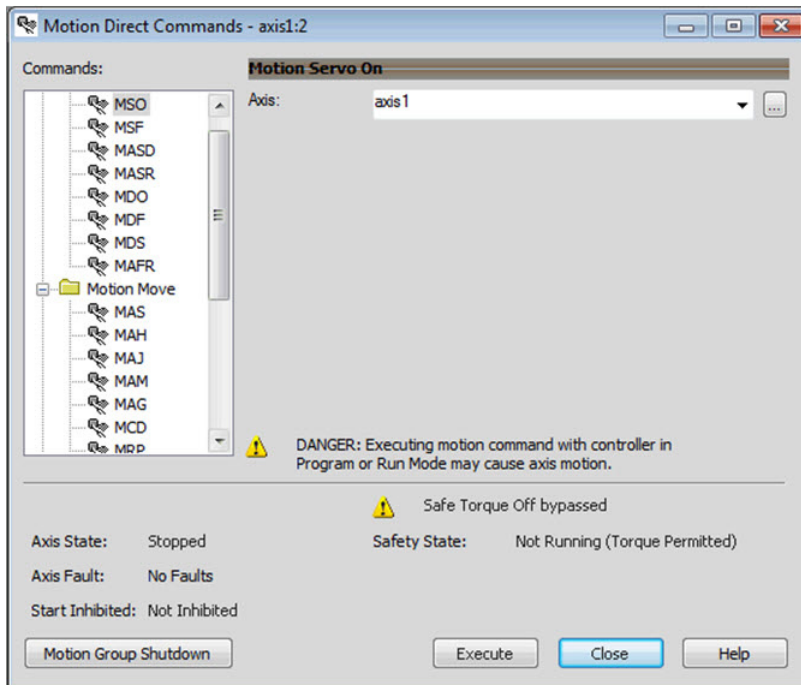 Motion Direct Commands - axis1:2
Commands:
MSO
MSF
MASD
MASR
MDO
MDF
MDS
MAFR
Motion Move
MAS
MAH
MAJ
MAM
MAG
MCD
MRP
Motion Servo On
Axis: axis1
...
DANGER: Executing motion command with controller in
Program or Run Mode may cause axis motion.
Safe Torque Off bypassed
Axis State: Stopped
Safety State: Not Running (Torque Permitted)
Axis Fault: No Faults
Start Inhibited: Not Inhibited
Motion Group Shutdown
Execute
Close
Help